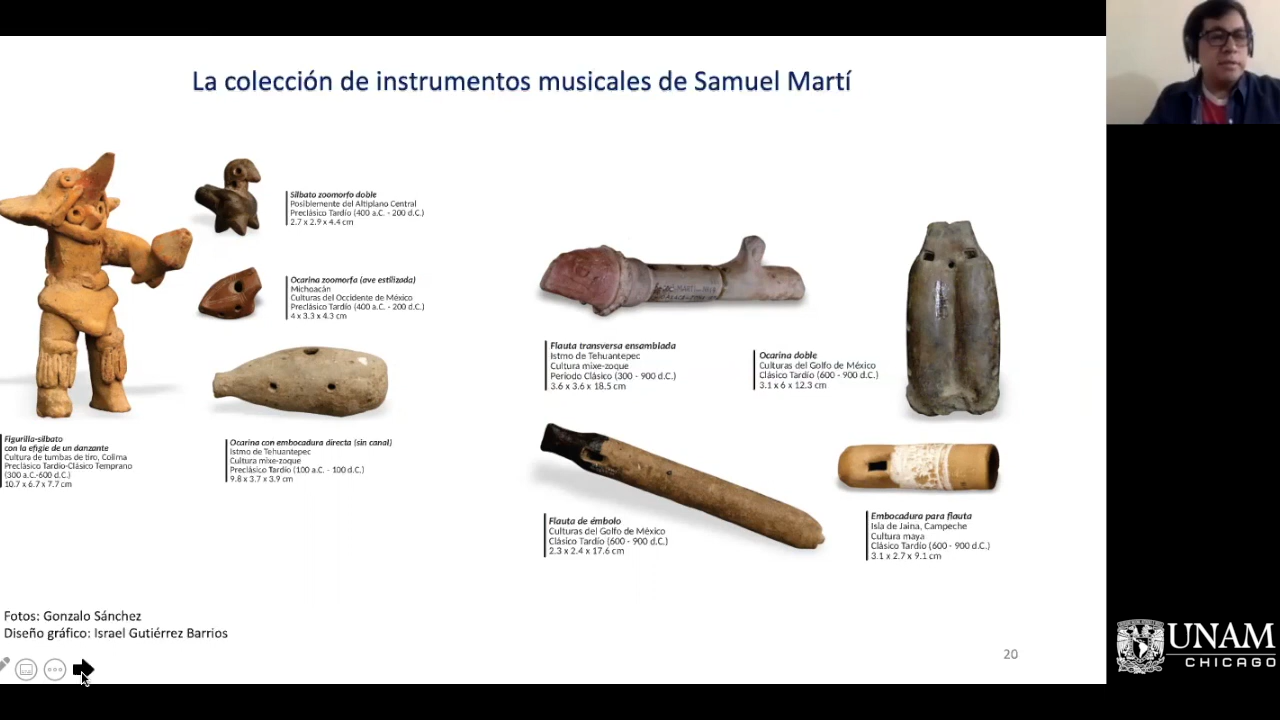 La colección de instrumentos musicales de Samuel Martí
Silbato zoomorfo doble
Posiblemente del Altiplano Central
Preclásico Tardío (400 a.C. - 200 d.C.)
2.7 x 2.9 x 4.4 cm
Ocarina zoomorfa (ave estilizada)
Michoacán
Culturas del Occidente de México
Preclásico Tardío (400 a.C. - 200 d.C.)
4 x 3.3 x 4.3 cm
Figurilla-silbato
con la efigie de un danzante
Cultura de tumbas de tiro, Colima
Preclásico Tardío-Clásico Temprano
(300 a.C.-600 d.C.)
10.7 x 6.7 x 7.7 cm
Ocarina con embocadura directa (sin canal)
Istmo de Tehuantepec
Cultura mixe-zoque
Preclásico Tardío (100 a.C. - 100 d.C.)
9.8 x 3.7 x 3.9 cm
Flauta transversa ensamblada
Istmo de Tehuantepec
Cultura mixe-zoque
Periodo Clásico (300 - 900 d.C.)
3.6 x 3.6 x 18.5 cm
Ocarina doble
Culturas del Golfo de México
Clásico Tardío (600 - 900 d.C.)
3.1 x 6 x 12.3 cm
Flauta de émbolo
Culturas del Golfo de México
Clásico Tardío (600 - 900 d.C.)
2.3 x 2.4 x 17.6 cm
Embocadura para flauta
Isla de Jaina, Campeche
Cultura maya
Clásico Tardío (600 - 900 d.C.)
3.1 x 2.7 x 9.1 cm
Fotos: Gonzalo Sánchez
Diseño gráfico: Israel Gutiérrez Barrios
20
UNAM
CHICAGO